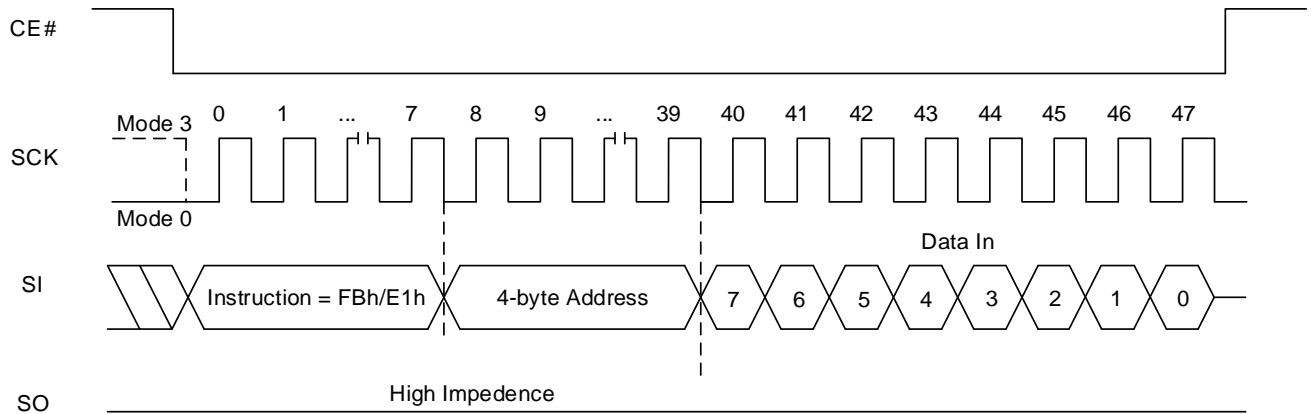 CE#
0 1 ... 7 8 9 ... 39 40 41 42 43 44 45 46 47
Mode 3
SCK
Mode 0
Data In
SI Instruction = FBh/E1h 4-byte Address 7 6 5 4 3 2 1 0
High Impedence
SO